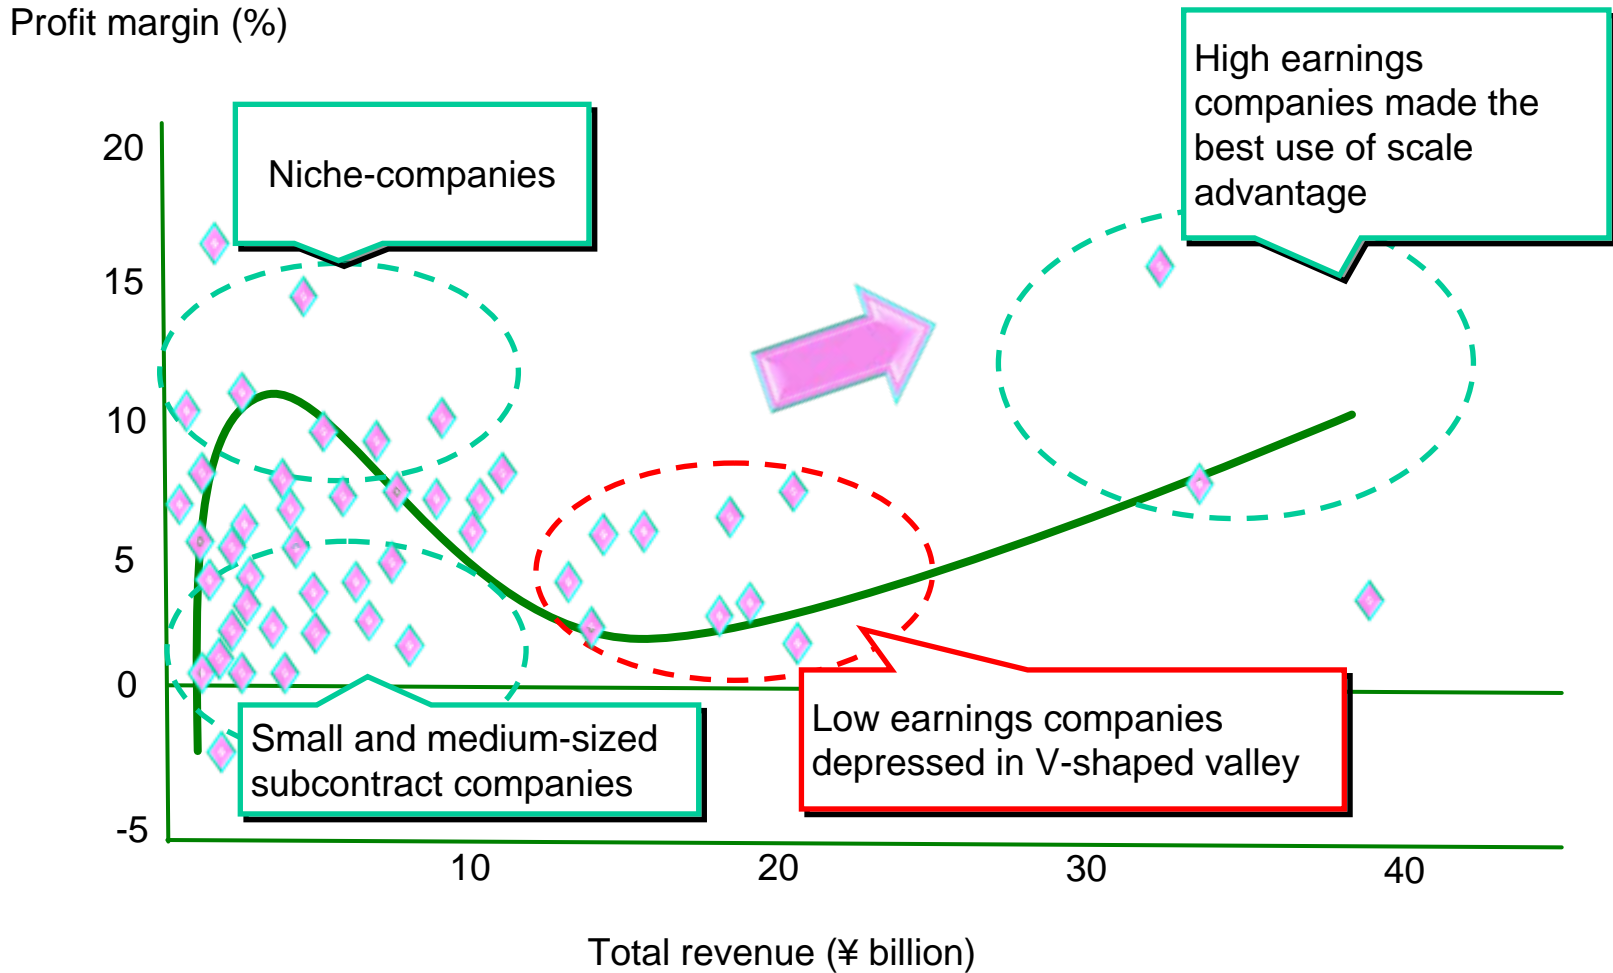 Profit margin (%)
High earnings
companies made the
best use of scale
advantage
Niche-companies
20
15
10
5
0
-5
Small and medium-sized
subcontract companies
Low earnings companies
depressed in V-shaped valley
10
20
30
40
Total revenue (¥ billion)